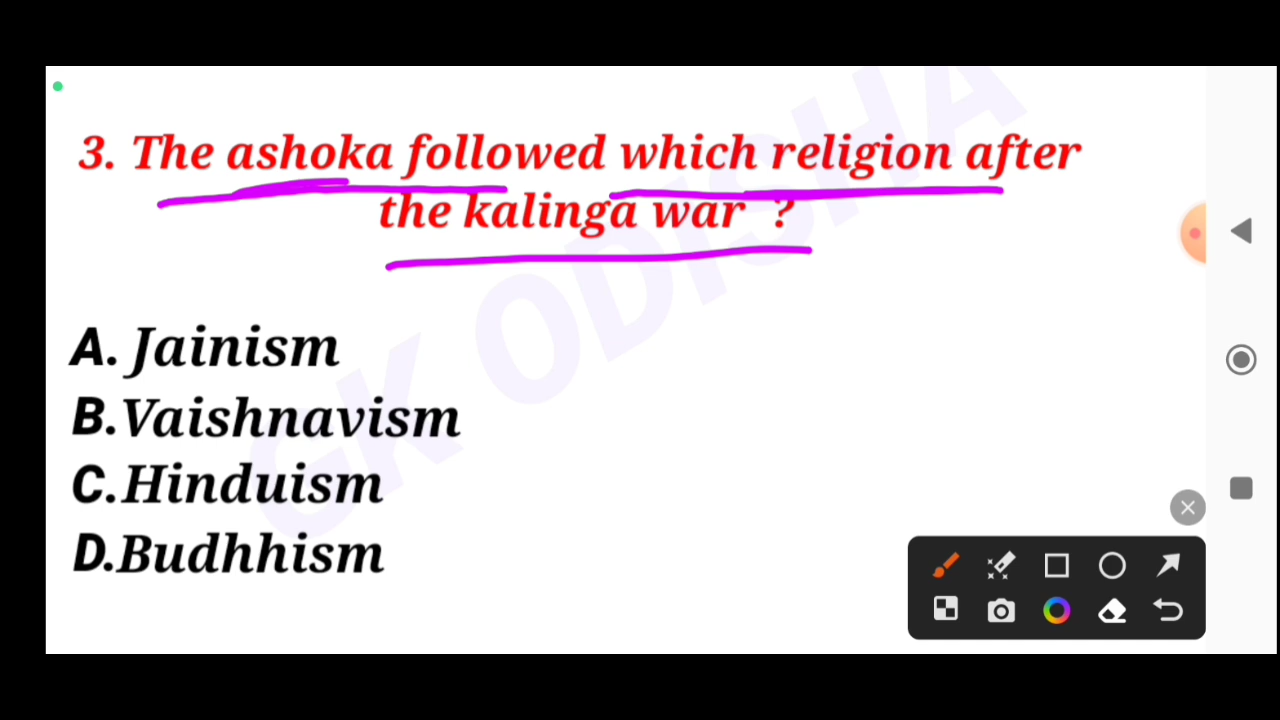 3. The ashoka followed which religion after
the kalinga war ?
GK ODISHA
A. Jainism
B.Vaishnavism
C.Hinduism
D.Budhhism